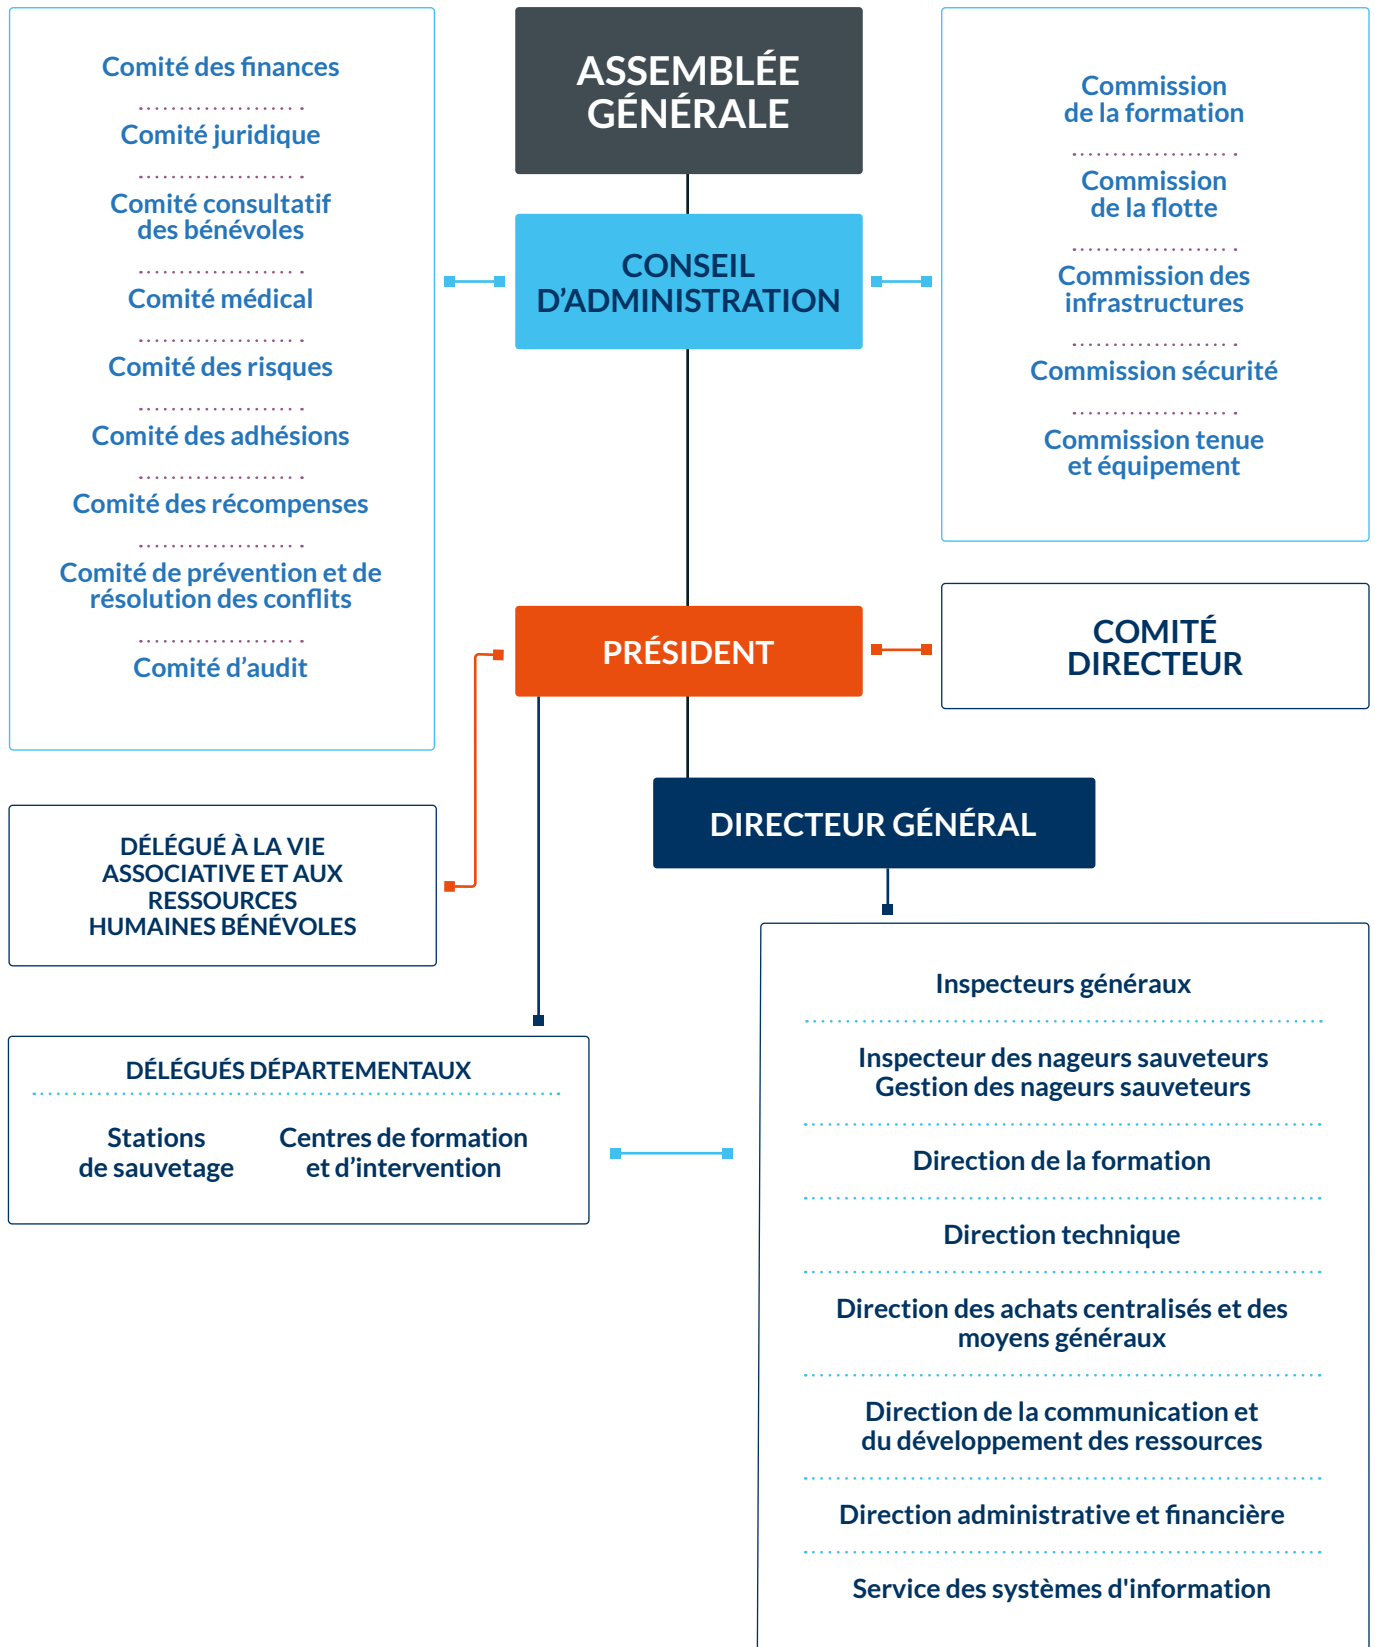 Comité des finances
Comité juridique
Comité consultatif
des bénévoles
Comité médical
Comité des risques
Comité des adhésions
Comité des récompenses
Comité de prévention et de
résolution des conflits
Comité d’audit
ASSEMBLÉE
GÉNÉRALE
CONSEIL
D’ADMINISTRATION
Commission
de la formation
Commission
de la flotte
Commission des
infrastructures
Commission sécurité
Commission tenue
et équipement
PRÉSIDENT
COMITÉ
DIRECTEUR
DIRECTEUR GÉNÉRAL
DÉLÉGUÉ À LA VIE
ASSOCIATIVE ET AUX
RESSOURCES
HUMAINES BÉNÉVOLES
DÉLÉGUÉS DÉPARTEMENTAUX
Stations
de sauvetage
Centres de formation
et d’intervention
Inspecteurs généraux
Inspecteur des nageurs sauveteurs
Gestion des nageurs sauveteurs
Direction de la formation
Direction technique
Direction des achats centralisés et des
moyens généraux
Direction de la communication et
du développement des ressources
Direction administrative et financière
Service des systèmes d'information